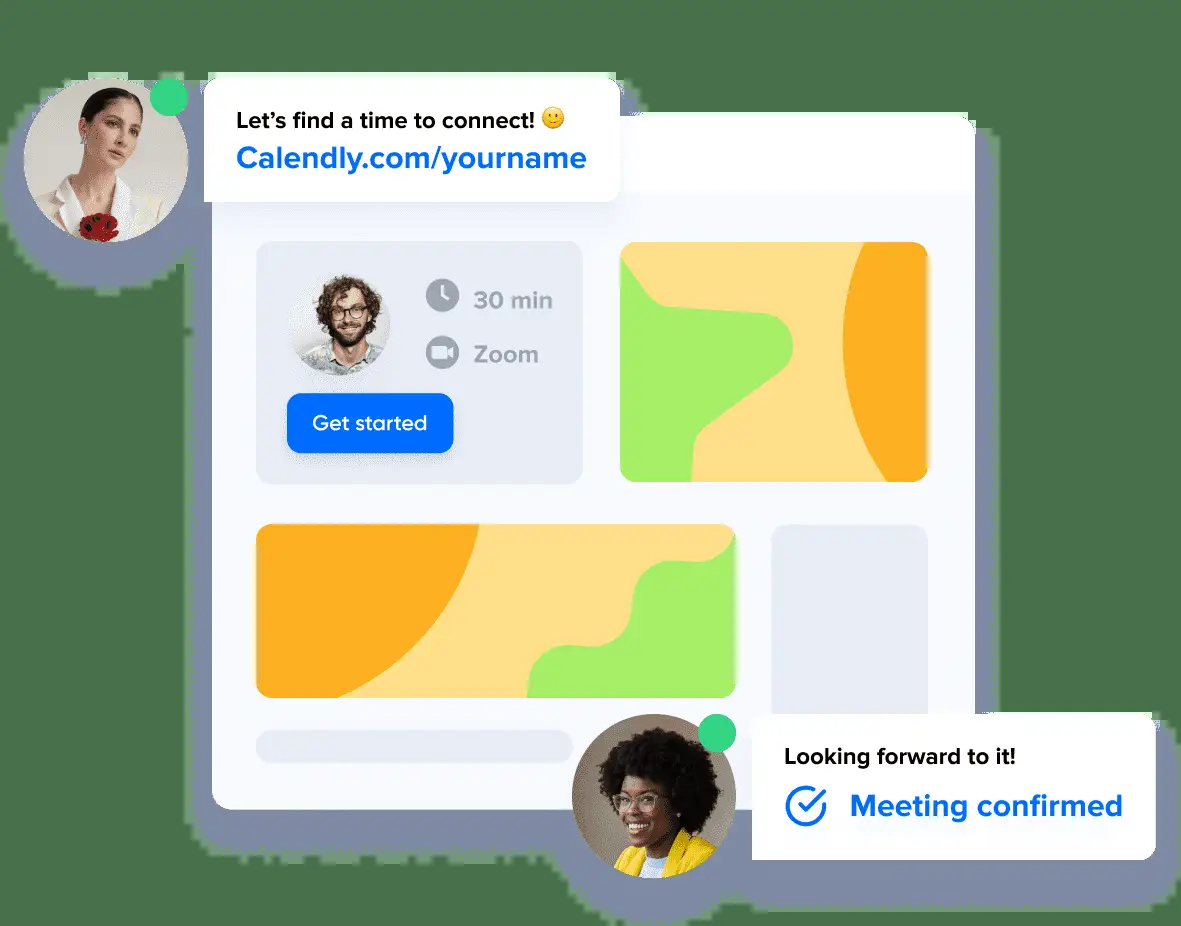 Let’s find a time to connect! 🙂
Calendly.com/yourname
30 min
Zoom
Get started
Looking forward to it!
Meeting confirmed